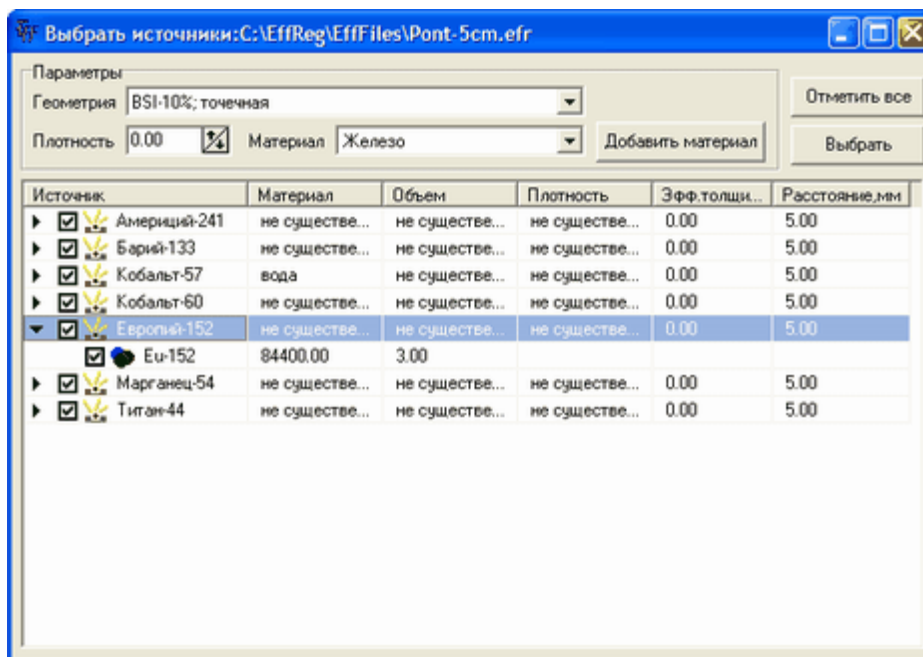 Выбрать источники:C:\EffReg\EffFiles\Pont-5cm.efr
Параметры
Геометрия BSI-10%; точечная
Отметить все
Плотность 0.00 Материал Железо Добавить материал Выбрать
Источник Материал Объем Плотность Эфф.толщи... Расстояние,мм
Америций-241 не существе... не существе... не существе... 0.00 5.00
Барий-133 не существе... не существе... не существе... 0.00 5.00
Кобальт-57 вода не существе... не существе... 0.00 5.00
Кобальт-60 не существе... не существе... не существе... 0.00 5.00
Европий-152 не существе... не существе... не существе... 0.00 5.00
Eu-152 84400.00 3.00
Марганец-54 не существе... не существе... не существе... 0.00 5.00
Титан-44 не существе... не существе... не существе... 0.00 5.00